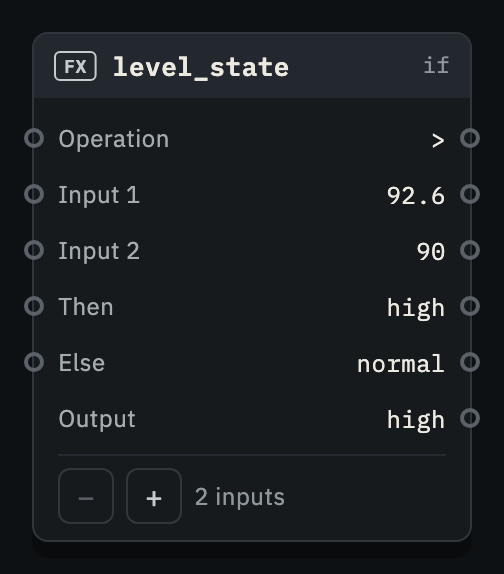 FX level_state if
Operation >
Input 1 92.6
Input 2 90
Then high
Else normal
Output high
− + 2 inputs